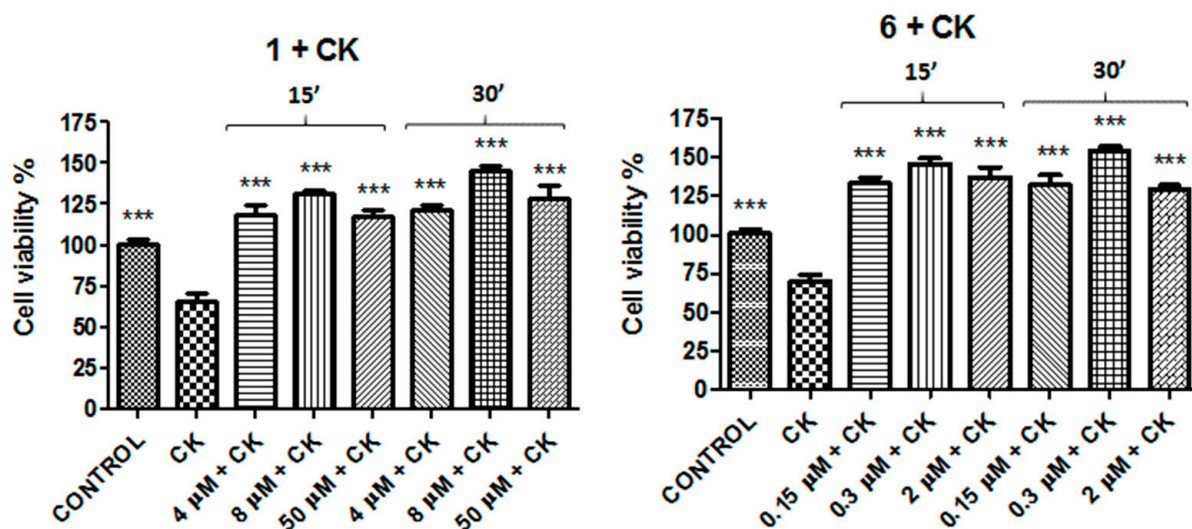 1 + CK
15’ 30’
***
*** *** *** *** *** *** ***
Cell viability %
175
150
125
100
75
50
25
0
CONTROL
CK
4 µM + CK
8 µM + CK
50 µM + CK
4 µM + CK
8 µM + CK
50 µM + CK
6 + CK
15’ 30’
*** *** *** *** *** *** ***
Cell viability %
175
150
125
100
75
50
25
0
CONTROL
CK
0.15 µM + CK
0.3 µM + CK
2 µM + CK
0.15 µM + CK
0.3 µM + CK
2 µM + CK